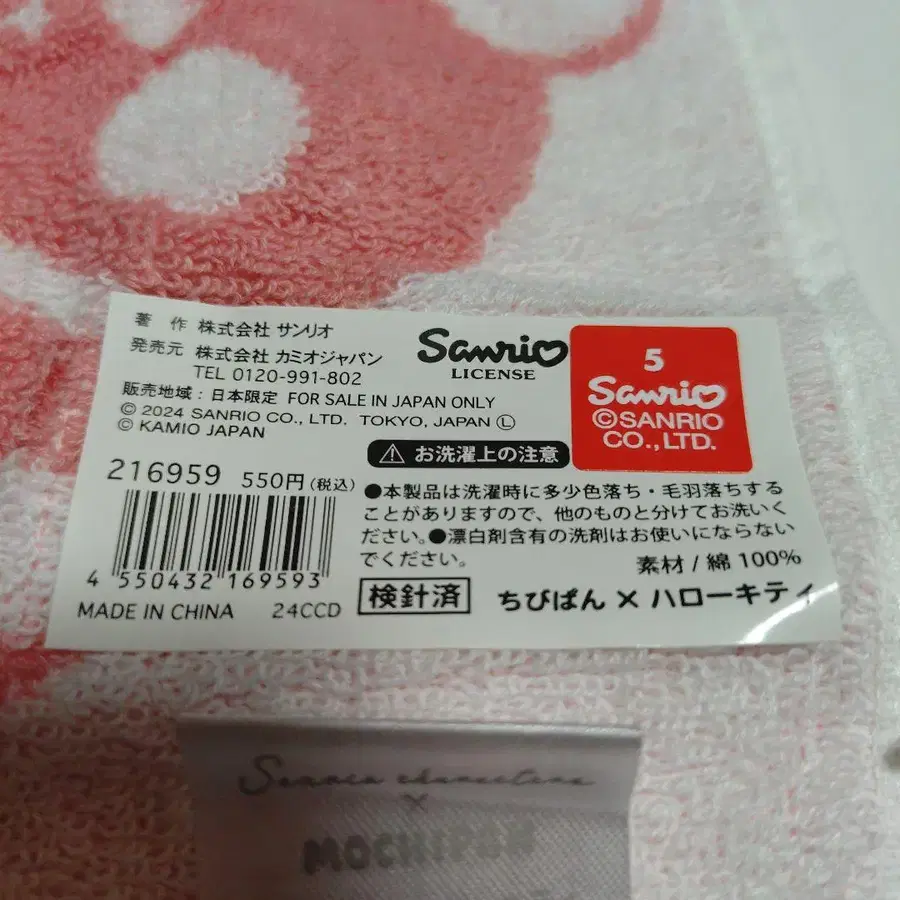 著 作 株式会社 サンリオ
発売元 株式会社 カミオジャパン
TEL 0120-991-802
販売地域：日本限定 FOR SALE IN JAPAN ONLY
© 2024 SANRIO CO., LTD. TOKYO, JAPAN Ⓛ
© KAMIO JAPAN
Sanrio
LICENSE
5
Sanrio
©SANRIO
CO.,LTD.
216959 550円(税込)
4 550432 169593
MADE IN CHINA 24CCD
⚠ お洗濯上の注意
●本製品は洗濯時に多少色落ち・毛羽落ちする
ことがありますので、他のものと分けてお洗いく
ださい。●漂白剤含有の洗剤はお使いにならない
でください。
素材 / 綿 100%
検針済
ちびぱん × ハローキティ
Sanrio characters
×
MOCHIPAN